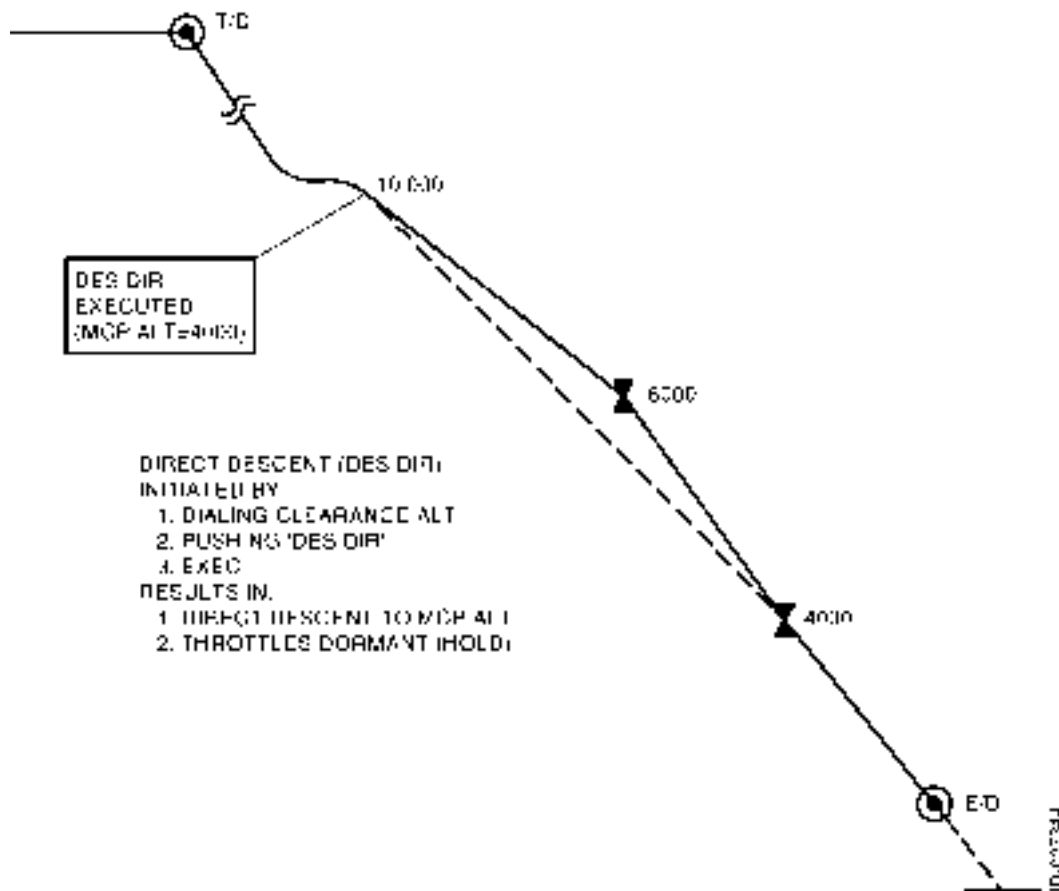 T/D
10,000
DES DIR
EXECUTED
(MCP ALT=4000)
6000
DIRECT DESCENT (DES DIR)
INITIATED BY
1. DIALING CLEARANCE ALT
2. PUSHING 'DES DIR'
3. EXEC
RESULTS IN:
1. DIRECT DESCENT TO MCP ALT
2. THROTTLES DORMANT (HOLD)
4000
E/D